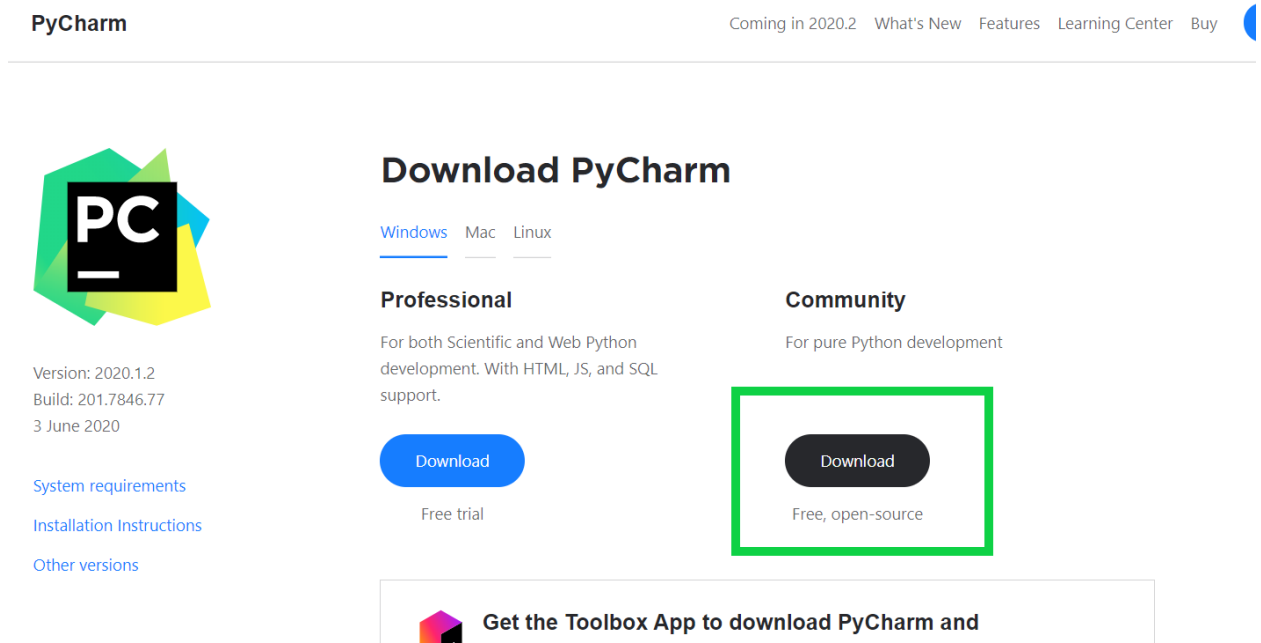 PyCharm
Coming in 2020.2 What's New Features Learning Center Buy
PC
Download PyCharm
Windows Mac Linux
Professional
For both Scientific and Web Python
development. With HTML, JS, and SQL
support.
Download
Free trial
Community
For pure Python development
Download
Free, open-source
Version: 2020.1.2
Build: 201.7846.77
3 June 2020
System requirements
Installation Instructions
Other versions
Get the Toolbox App to download PyCharm and